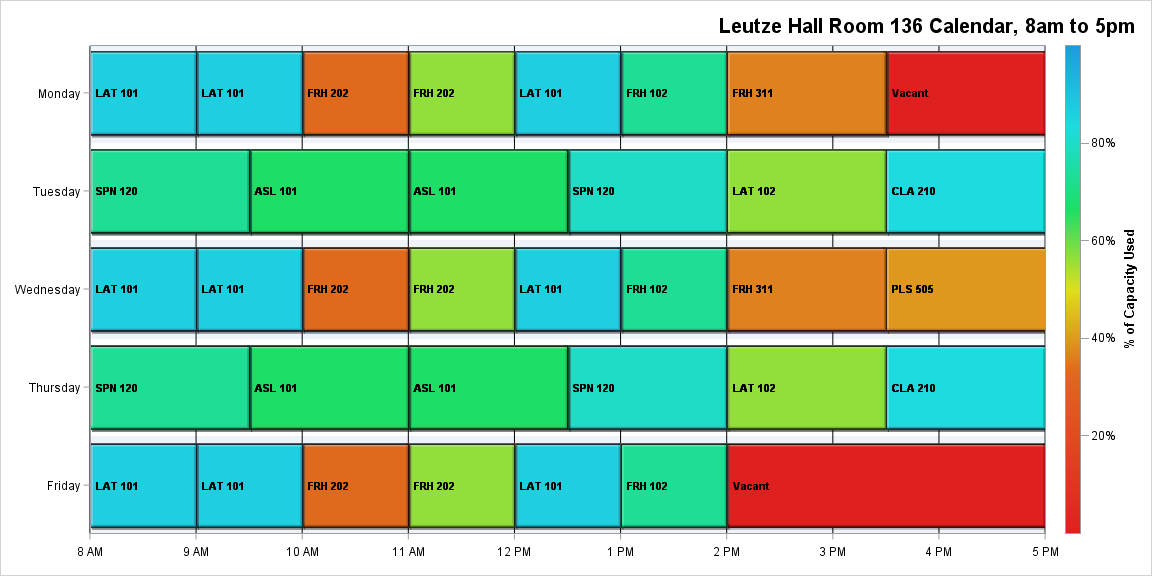 Leutze Hall Room 136 Calendar, 8am to 5pm
Monday LAT 101 LAT 101 FRH 202 FRH 202 LAT 101 FRH 102 FRH 311 Vacant
80%
Tuesday SPN 120 ASL 101 ASL 101 SPN 120 LAT 102 CLA 210
60%
% of Capacity Used
Wednesday LAT 101 LAT 101 FRH 202 FRH 202 LAT 101 FRH 102 FRH 311 PLS 505
40%
Thursday SPN 120 ASL 101 ASL 101 SPN 120 LAT 102 CLA 210
20%
Friday LAT 101 LAT 101 FRH 202 FRH 202 LAT 101 FRH 102 Vacant
8 AM 9 AM 10 AM 11 AM 12 PM 1 PM 2 PM 3 PM 4 PM 5 PM